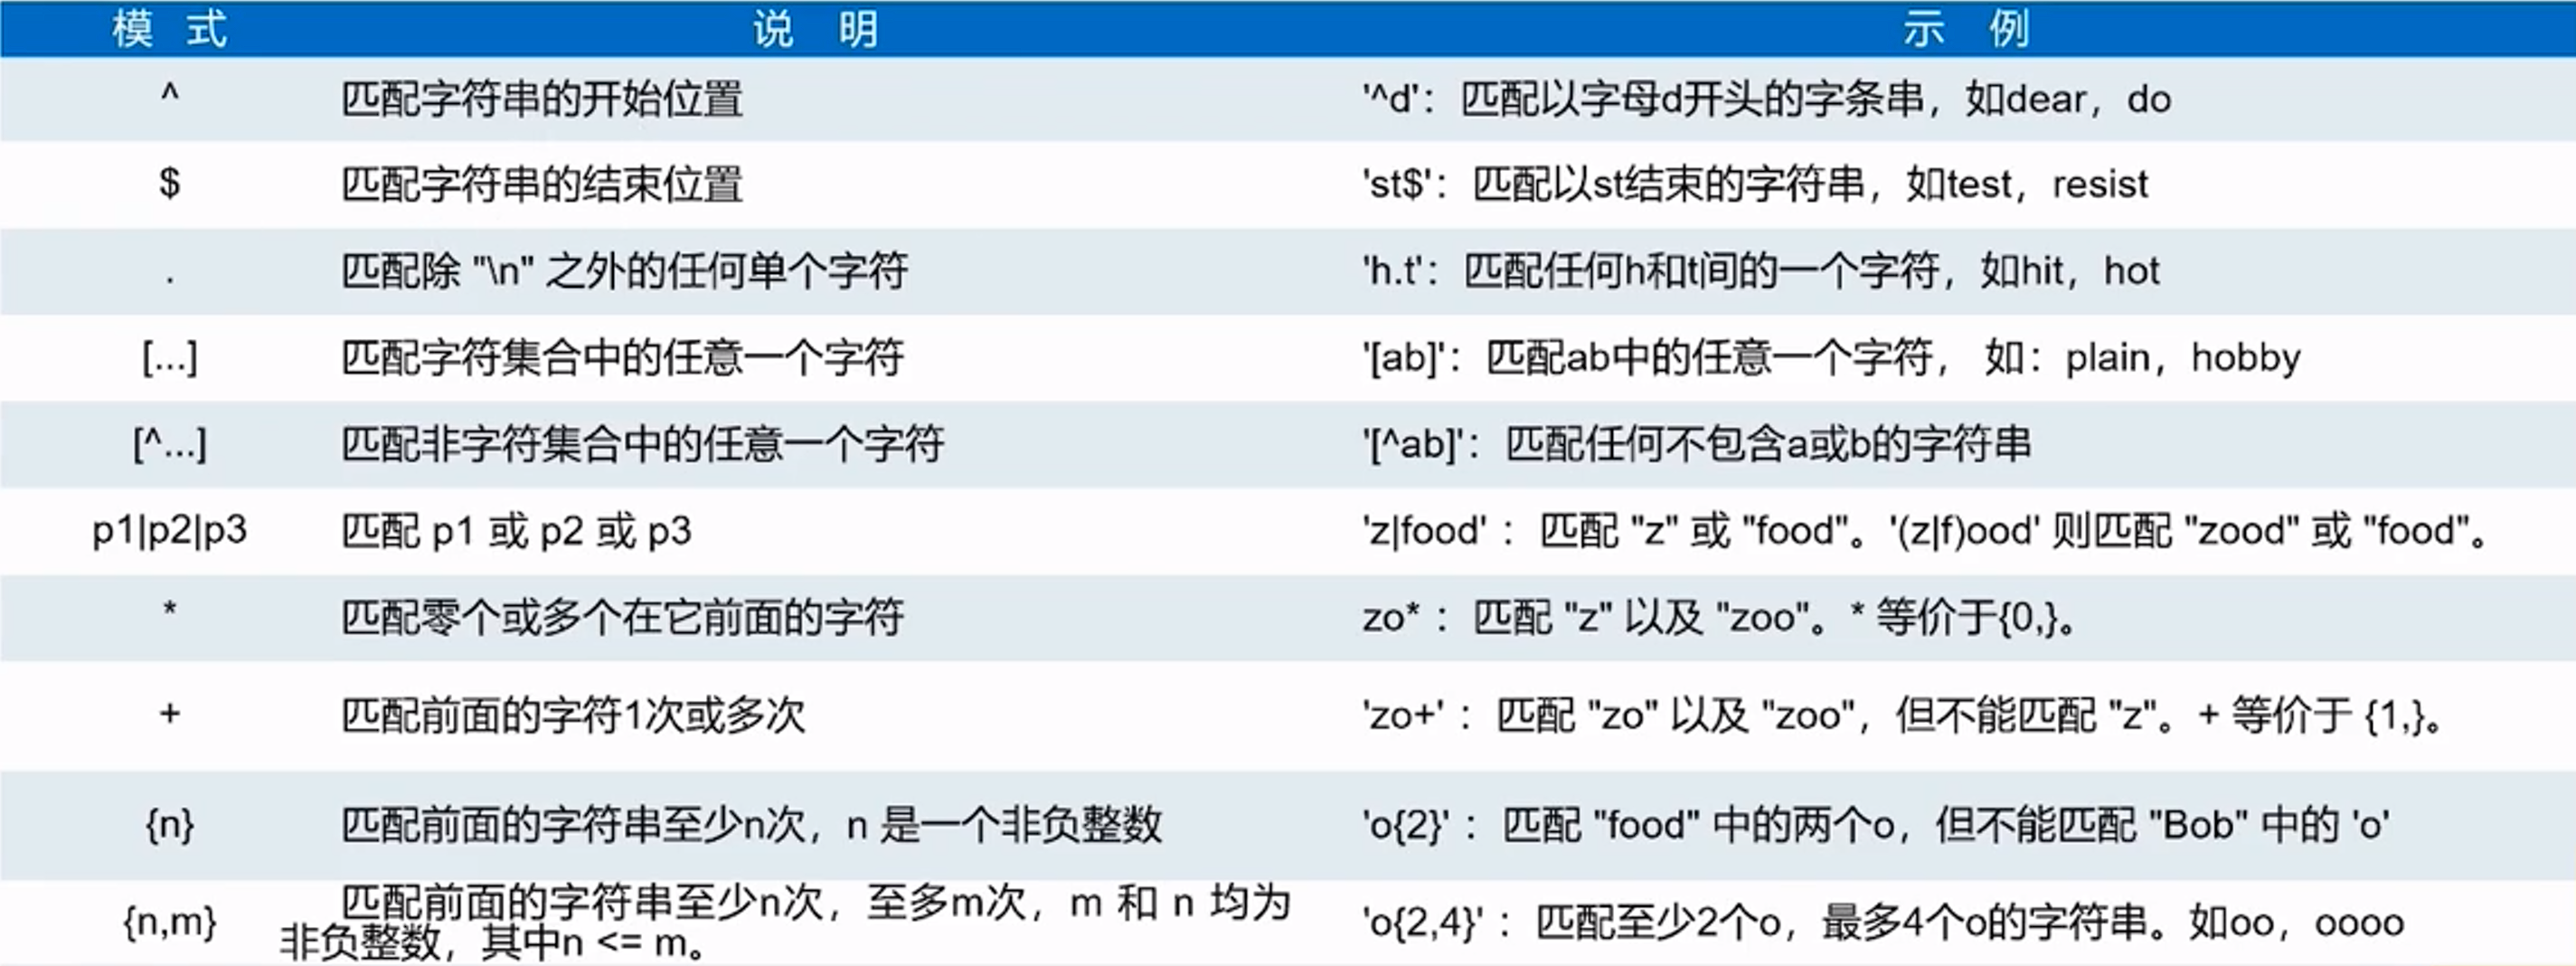 模 式 说 明 示 例
^ 匹配字符串的开始位置 '^d'：匹配以字母d开头的字条串，如dear，do
$ 匹配字符串的结束位置 'st$'：匹配以st结束的字符串，如test，resist
. 匹配除 "\n" 之外的任何单个字符 'h.t'：匹配任何h和t间的一个字符，如hit，hot
[...] 匹配字符集合中的任意一个字符 '[ab]'：匹配ab中的任意一个字符， 如：plain，hobby
[^...] 匹配非字符集合中的任意一个字符 '[^ab]'：匹配任何不包含a或b的字符串
p1|p2|p3 匹配 p1 或 p2 或 p3 'z|food' ：匹配 "z" 或 "food"。'(z|f)ood' 则匹配 "zood" 或 "food"。
* 匹配零个或多个在它前面的字符 zo* ：匹配 "z" 以及 "zoo"。* 等价于{0,}。
+ 匹配前面的字符1次或多次 'zo+' ：匹配 "zo" 以及 "zoo"，但不能匹配 "z"。+ 等价于 {1,}。
{n} 匹配前面的字符串至少n次，n 是一个非负整数 'o{2}' ：匹配 "food" 中的两个o，但不能匹配 "Bob" 中的 'o'
{n,m} 匹配前面的字符串至少n次，至多m次，m 和 n 均为
非负整数，其中n <= m。 'o{2,4}' ：匹配至少2个o，最多4个o的字符串。如oo，oooo